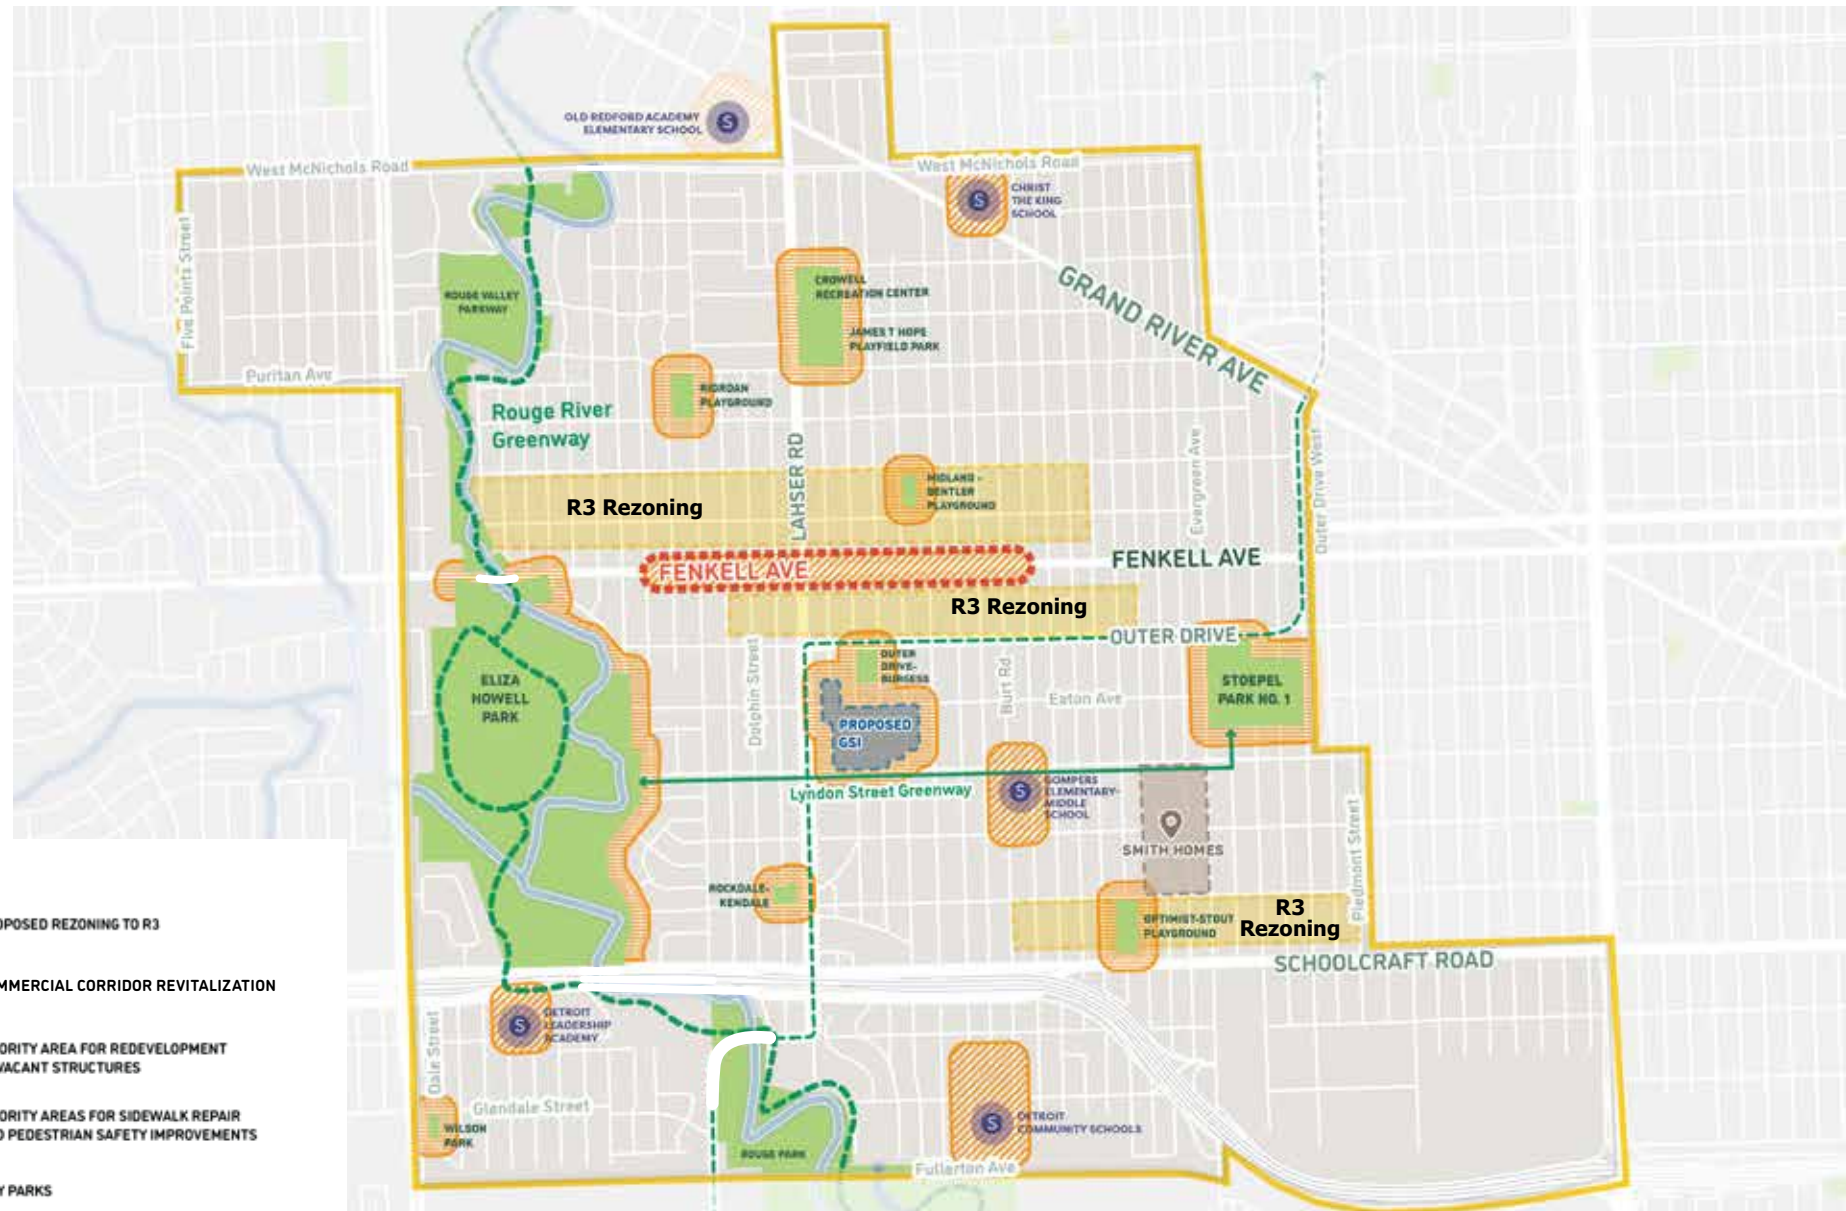 OLD REDFORD ACADEMY
ELEMENTARY SCHOOL
S
West McNichols Road
West McNichols Road
S
CHRIST
THE KING
SCHOOL
Five Points Street
ROUGE VALLEY
PARKWAY
CROWELL
RECREATION CENTER
JAMES T HOPE
PLAYFIELD PARK
GRAND RIVER AVE
Puritan Ave
RIORDAN
PLAYGROUND
Rouge River
Greenway
LAHSER RD
Evergreen Ave
Outer Drive West
R3 Rezoning
MIDLAND -
BENTLER
PLAYGROUND
FENKELL AVE
FENKELL AVE
R3 Rezoning
OUTER DRIVE
Dolphin Street
OUTER
DRIVE-
BURGESS
Burt Rd
Eaton Ave
ELIZA
HOWELL
PARK
STOEPEL
PARK NO. 1
PROPOSED
GSI
Lyndon Street Greenway
S
GOMPERS
ELEMENTARY-
MIDDLE
SCHOOL
SMITH HOMES
Piedmont Street
ROCKDALE-
KENDALE
OPTIMIST-STOUT
PLAYGROUND
R3
Rezoning
SCHOOLCRAFT ROAD
OPOSED REZONING TO R3
MMERCIAL CORRIDOR REVITALIZATION
ORITY AREA FOR REDEVELOPMENT
VACANT STRUCTURES
ORITY AREAS FOR SIDEWALK REPAIR
D PEDESTRIAN SAFETY IMPROVEMENTS
Y PARKS
S
DETROIT
LEADERSHIP
ACADEMY
Dale Street
Glendale Street
WILSON
PARK
ROUGE PARK
S
DETROIT
COMMUNITY SCHOOLS
Fullerton Ave